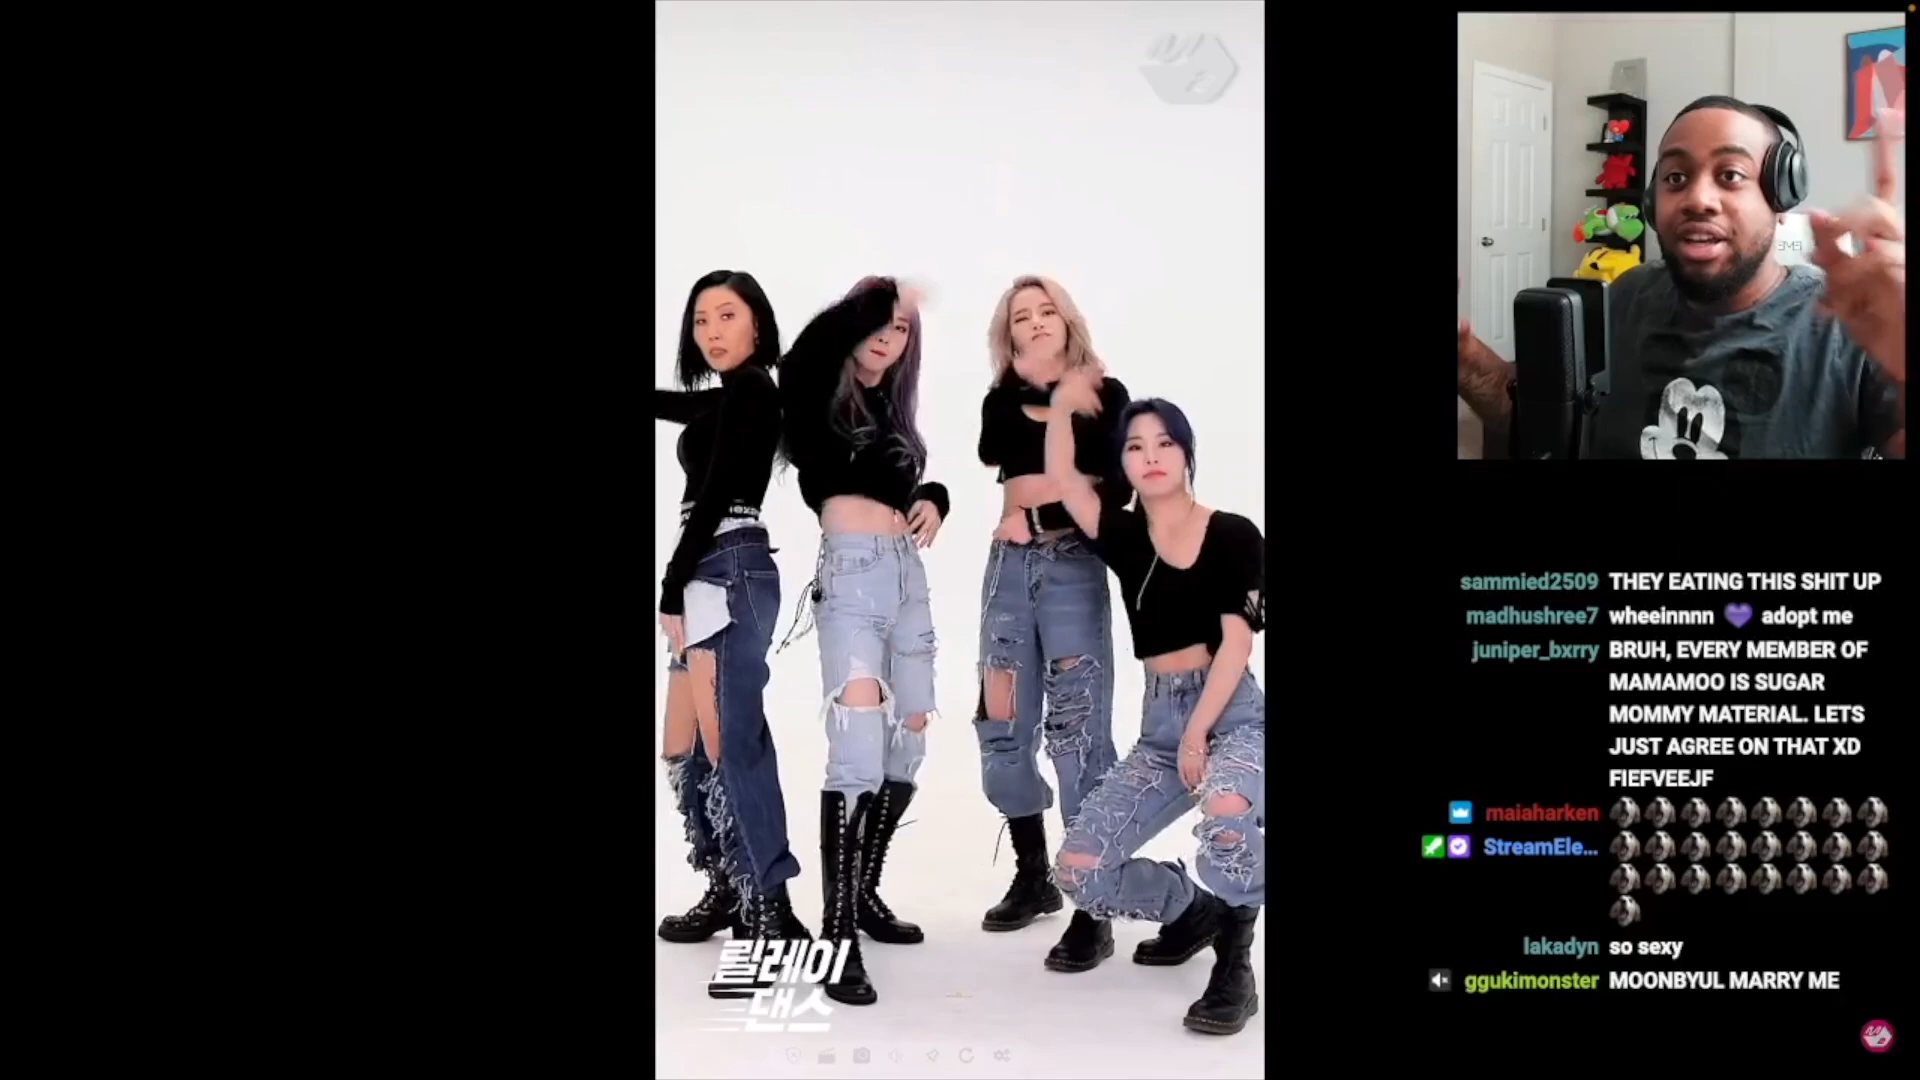 릴레이
댄스
sammied2509 THEY EATING THIS SHIT UP
madhushree7 wheeinnnn 💜 adopt me
juniper_bxrry BRUH, EVERY MEMBER OF
MAMAMOO IS SUGAR
MOMMY MATERIAL. LETS
JUST AGREE ON THAT XD
FIEFVEEJF
maiaharken
StreamEle...
lakadyn so sexy
ggukimonster MOONBYUL MARRY ME